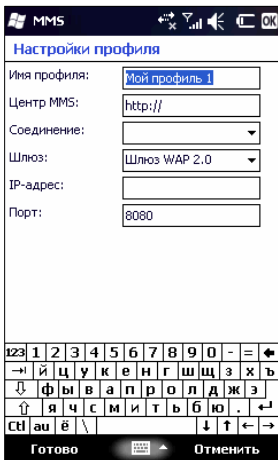 MMS OK
Настройки профиля
Имя профиля: Мой профиль 1
Центр MMS: http://
Соединение:
Шлюз: Шлюз WAP 2.0
IP-адрес:
Порт: 8080
123 1 2 3 4 5 6 7 8 9 0 - =
й ц у к е н г ш щ з х ъ
ф ы в а п р о л д ж э
я ч с м и т ь б ю .
Ctl au ё \
Готово Отменить